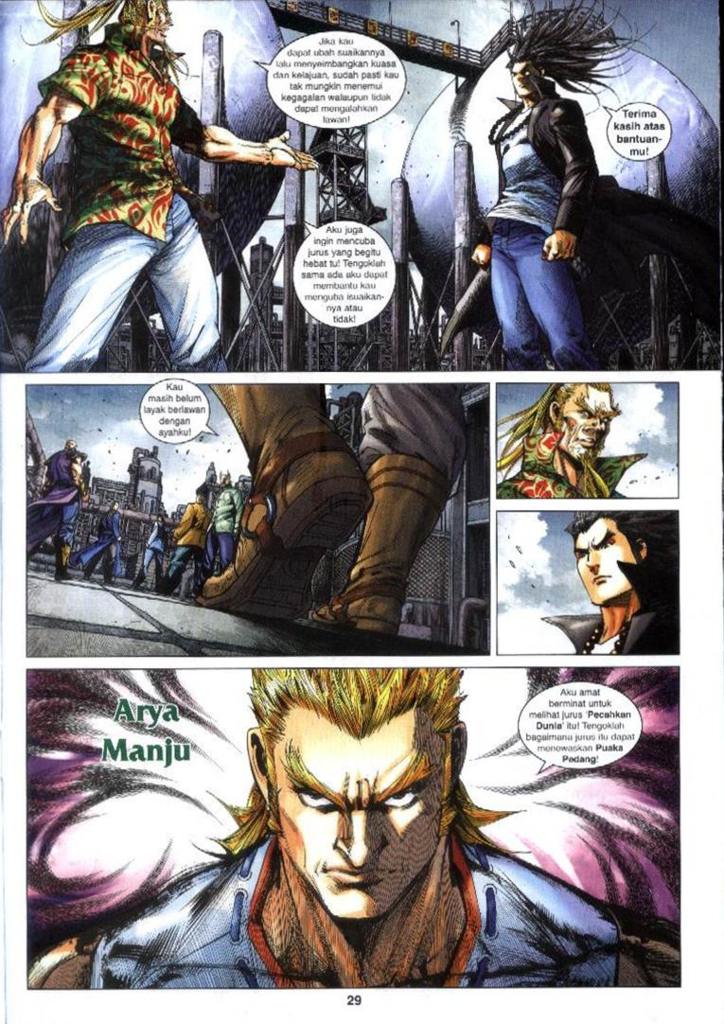 Jika kau
dapat ubah suaikannya
lalu menyeimbangkan kuasa
dan kelajuan, sudah pasti kau
tak mungkin menemui
kegagalan walaupun tidak
dapat mengalahkan
lawan!
Terima
kasih atas
bantuan-
mu!
Aku juga
ingin mencuba
jurus yang begitu
hebat tu! Tengoklah
sama ada aku dapat
membantu kau
menguba isuaikan-
nya atau
tidak!
Kau
masih belum
layak berlawan
dengan
ayahku!
Arya
Manju
Aku amat
berminat untuk
melihat jurus 'Pecahkan
Dunia' itu! Tengoklah
bagaimana jurus itu dapat
menewaskan Puaka
Pedang!
29